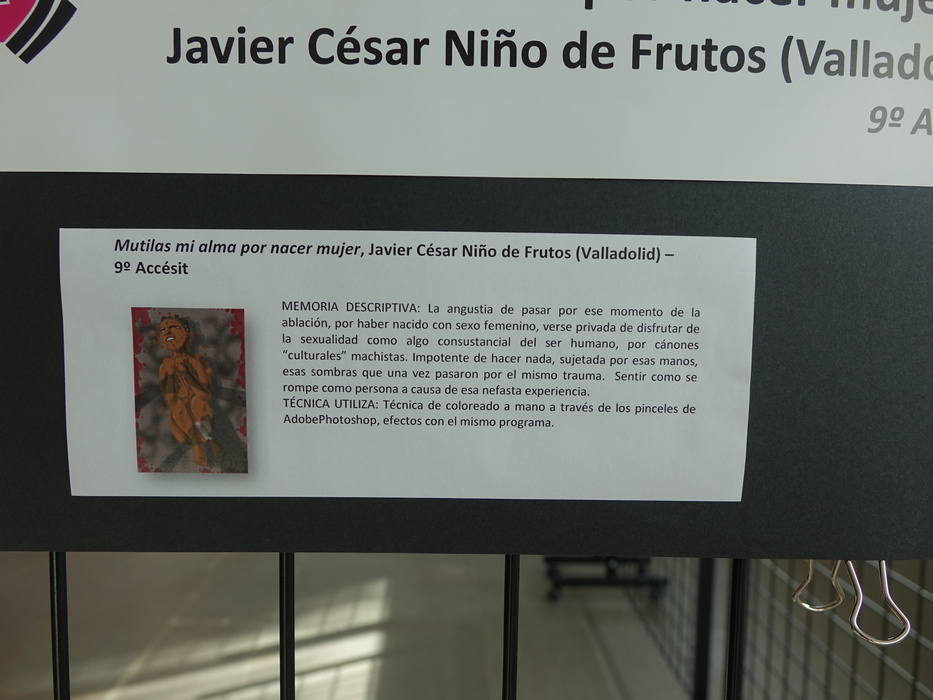 por nacer muje
Javier César Niño de Frutos (Vallado
9º A
Mutilas mi alma por nacer mujer, Javier César Niño de Frutos (Valladolid) –
9º Accésit
MEMORIA DESCRIPTIVA: La angustia de pasar por ese momento de la
ablación, por haber nacido con sexo femenino, verse privada de disfrutar de
la sexualidad como algo consustancial del ser humano, por cánones
“culturales” machistas. Impotente de hacer nada, sujetada por esas manos,
esas sombras que una vez pasaron por el mismo trauma. Sentir como se
rompe como persona a causa de esa nefasta experiencia.
TÉCNICA UTILIZA: Técnica de coloreado a mano a través de los pinceles de
AdobePhotoshop, efectos con el mismo programa.